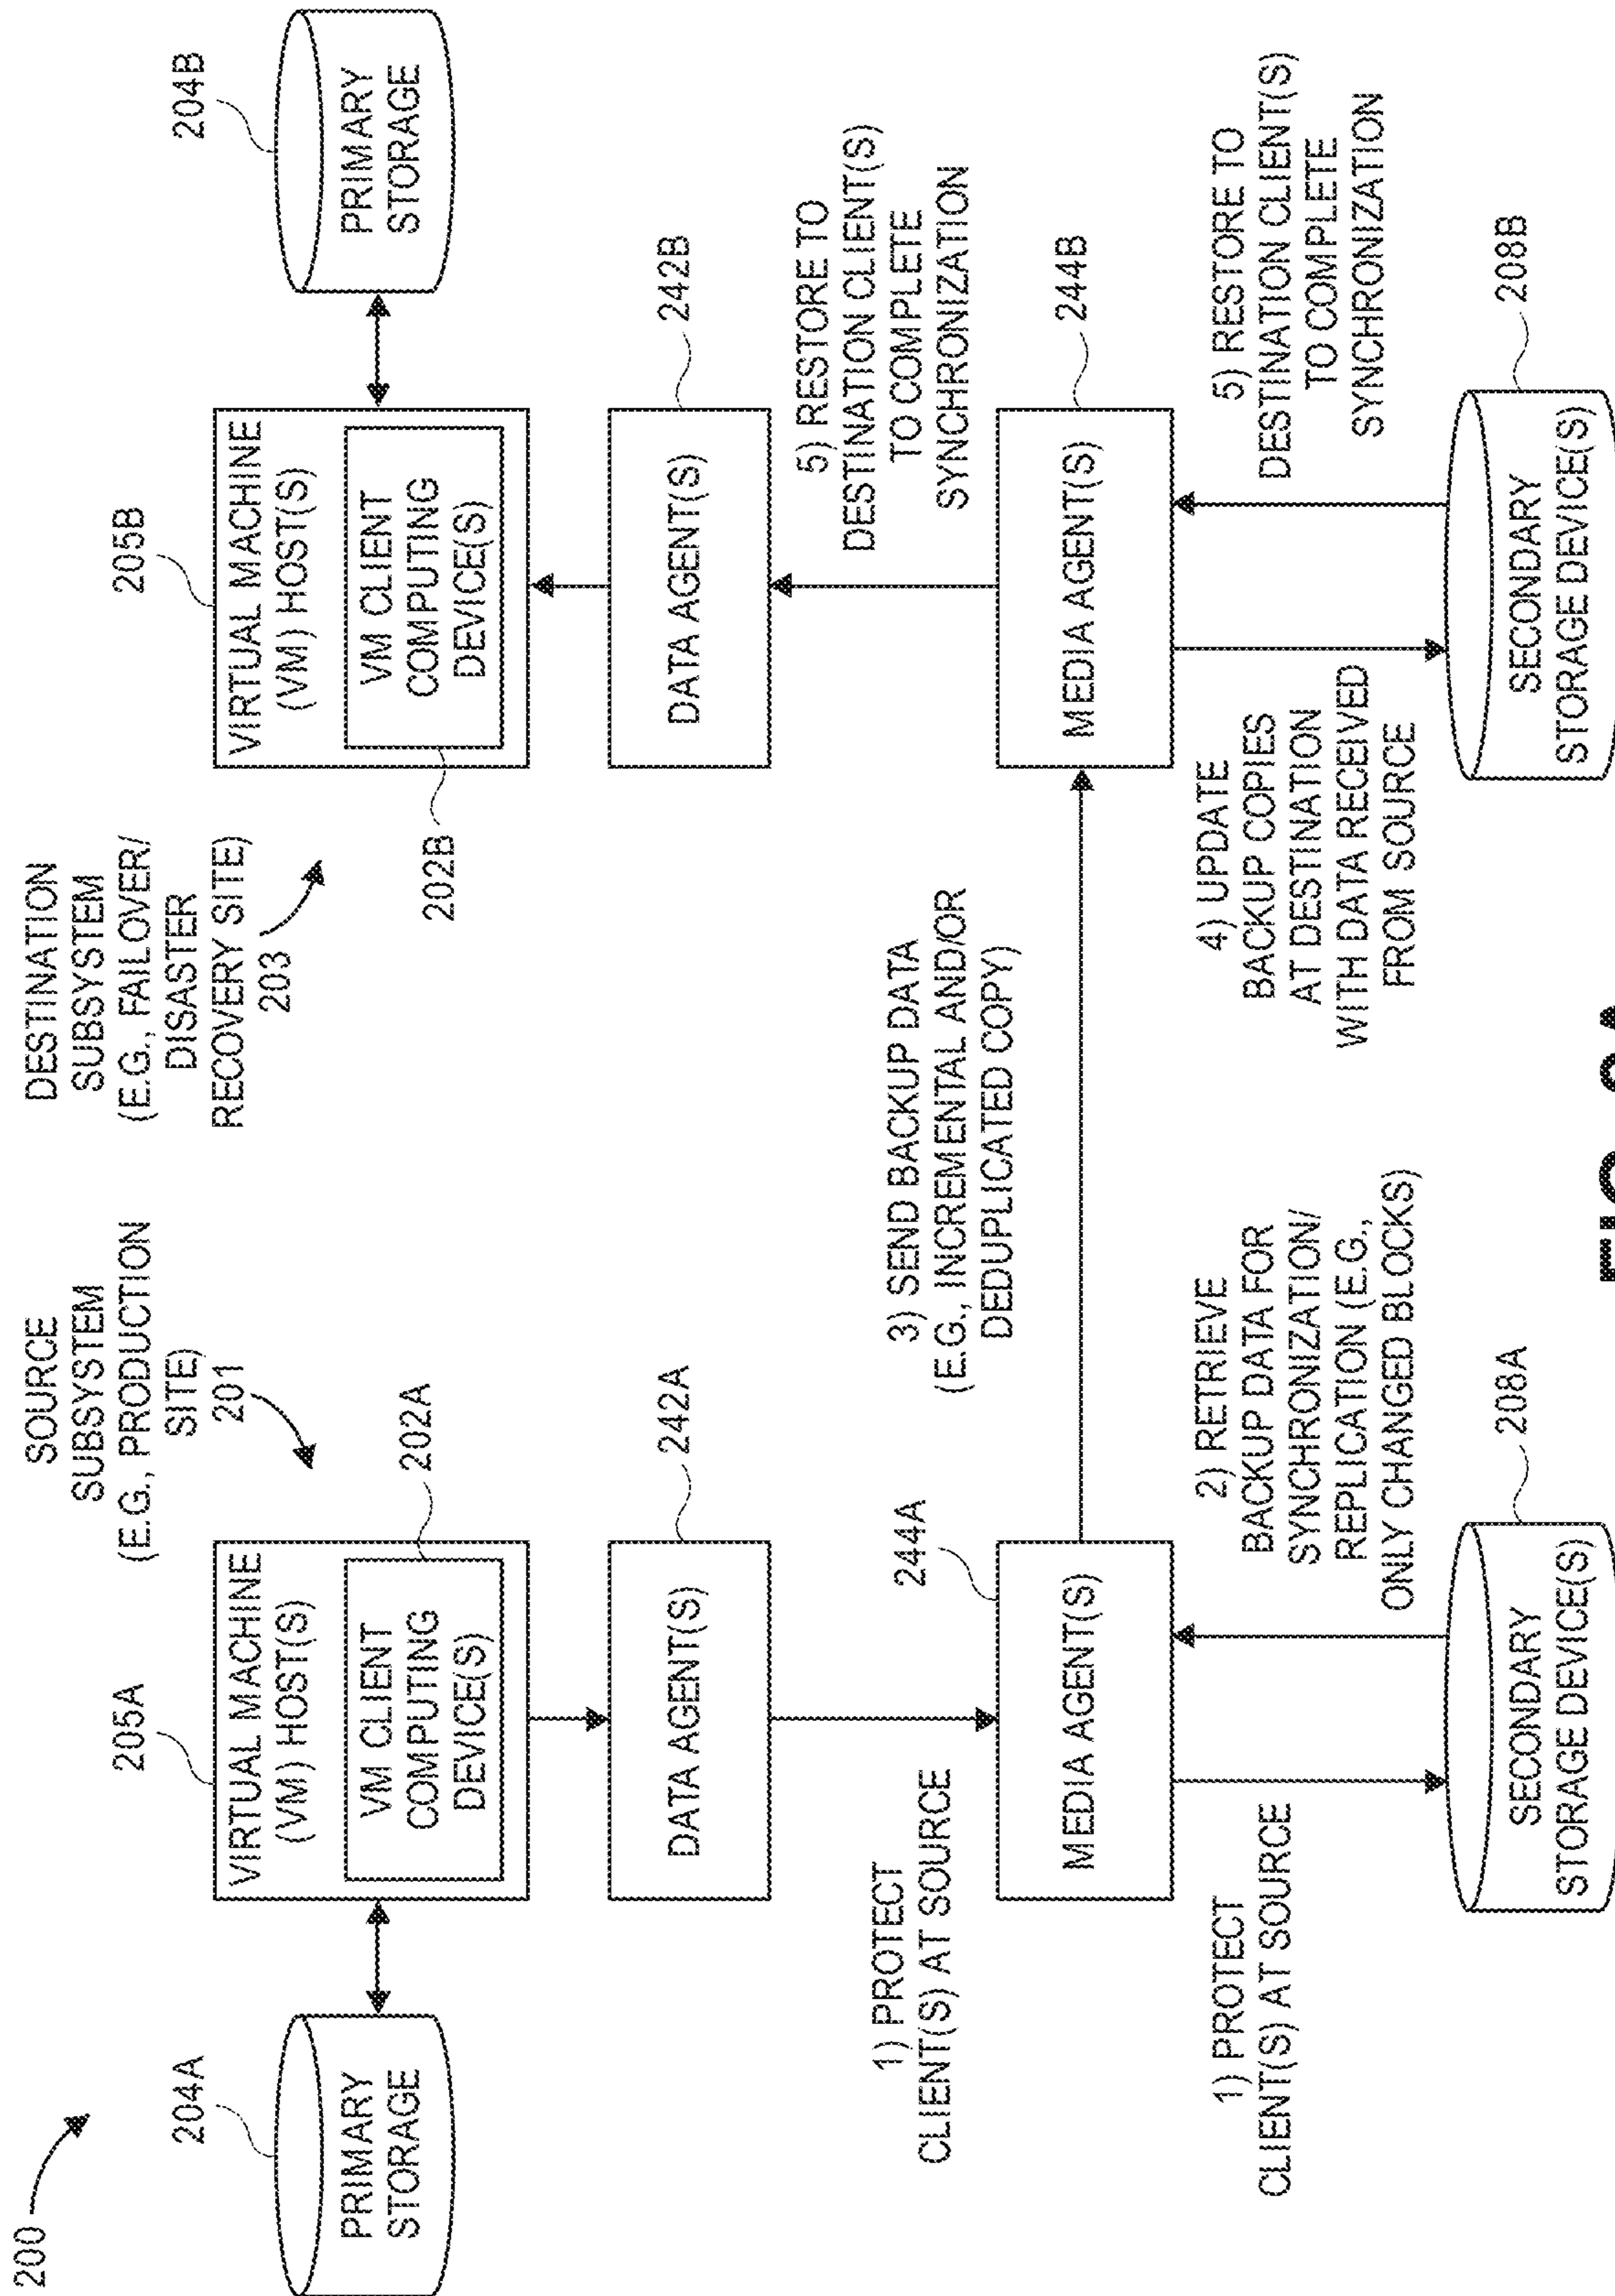 200
SOURCE
SUBSYSTEM
(E.G., PRODUCTION
SITE)
201
DESTINATION
SUBSYSTEM
(E.G., FAILOVER/
DISASTER
RECOVERY SITE)
203
204A
PRIMARY
STORAGE
205A
VIRTUAL MACHINE
(VM) HOST(S)
VM CLIENT
COMPUTING
DEVICE(S)
202A
205B
VIRTUAL MACHINE
(VM) HOST(S)
VM CLIENT
COMPUTING
DEVICE(S)
202B
204B
PRIMARY
STORAGE
DATA AGENT(S)
242A
DATA AGENT(S)
242B
1) PROTECT
CLIENT(S) AT SOURCE
3) SEND BACKUP DATA
(E.G., INCREMENTAL AND/OR
DEDUPLICATED COPY)
5) RESTORE TO
DESTINATION CLIENT(S)
TO COMPLETE
SYNCHRONIZATION
244A
MEDIA AGENT(S)
MEDIA AGENT(S)
244B
1) PROTECT
CLIENT(S) AT SOURCE
2) RETRIEVE
BACKUP DATA FOR
SYNCHRONIZATION/
REPLICATION (E.G.,
ONLY CHANGED BLOCKS)
4) UPDATE
BACKUP COPIES
AT DESTINATION
WITH DATA RECEIVED
FROM SOURCE
5) RESTORE TO
DESTINATION CLIENT(S)
TO COMPLETE
SYNCHRONIZATION
SECONDARY
STORAGE DEVICE(S)
208A
SECONDARY
STORAGE DEVICE(S)
208B